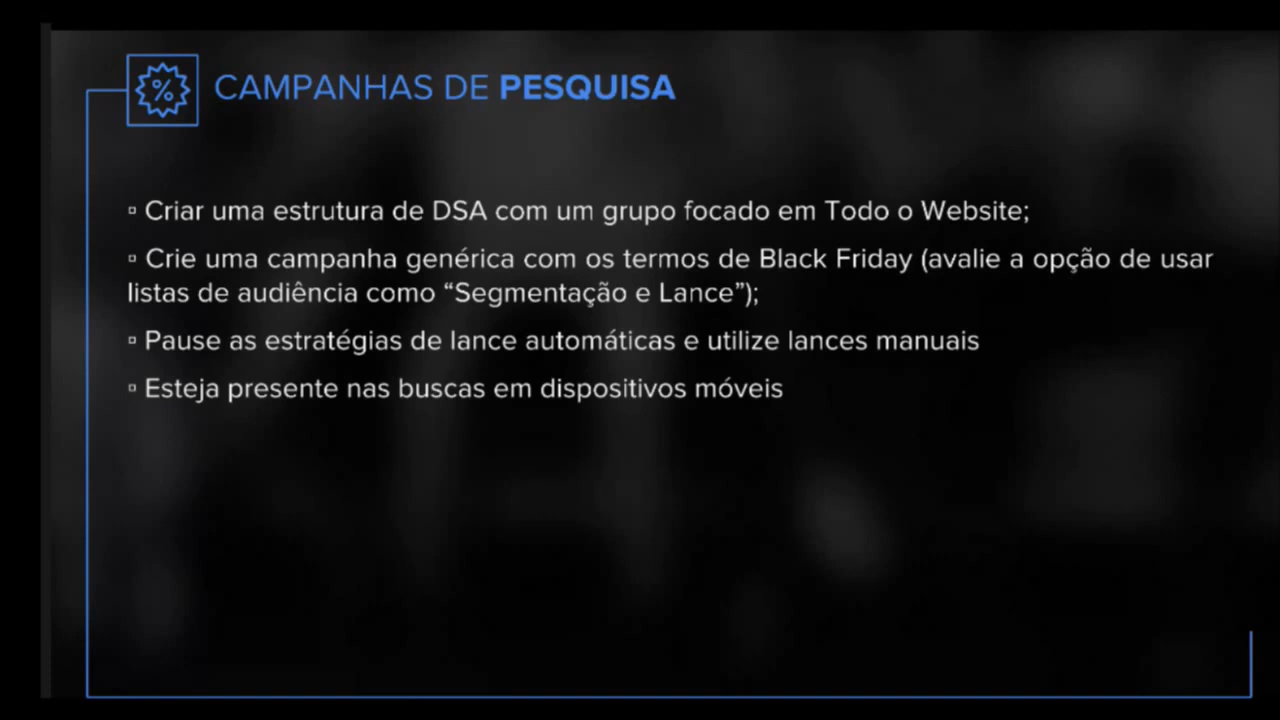 %
CAMPANHAS DE PESQUISA
▫ Criar uma estrutura de DSA com um grupo focado em Todo o Website;
▫ Crie uma campanha genérica com os termos de Black Friday (avalie a opção de usar
listas de audiência como “Segmentação e Lance”);
▫ Pause as estratégias de lance automáticas e utilize lances manuais
▫ Esteja presente nas buscas em dispositivos móveis